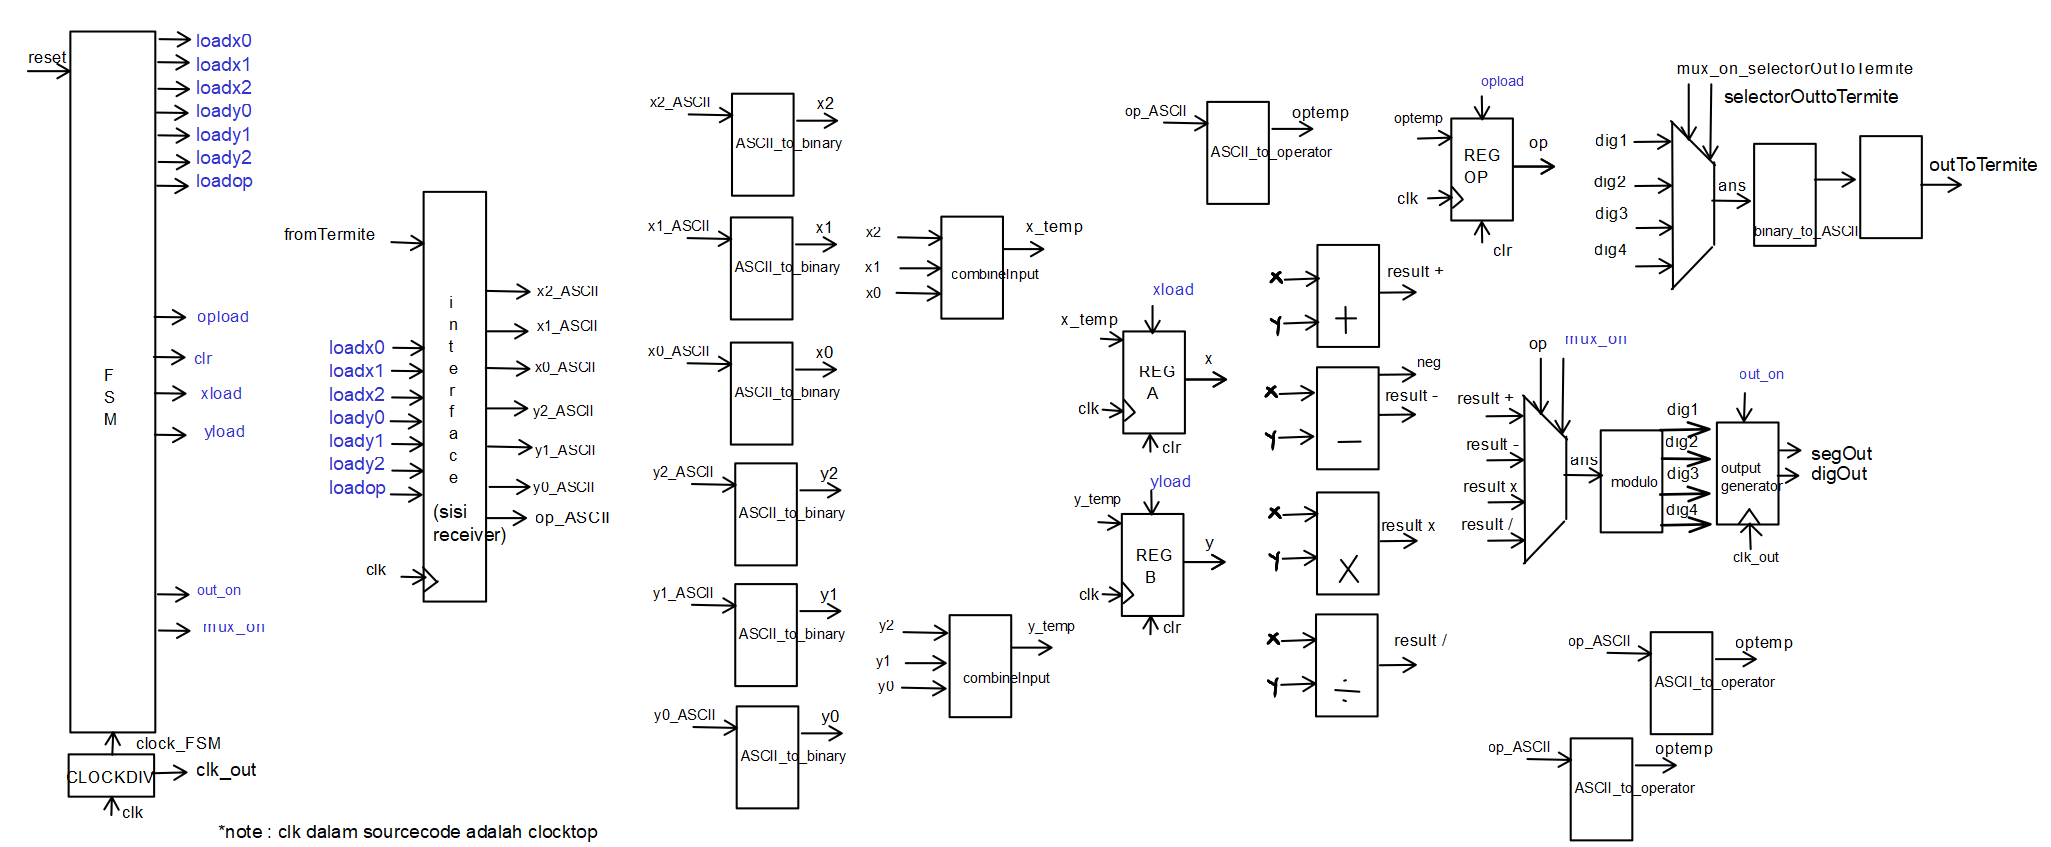 reset
loadx0
loadx1
loadx2
loady0
loady1
loady2
loadop
opload
clr
xload
yload
out_on
mux_on
F
S
M
clock_FSM
CLOCKDIV
clk_out
clk
*note : clk dalam sourcecode adalah clocktop
fromTermite
loadx0
loadx1
loadx2
loady0
loady1
loady2
loadop
clk
i
n
t
e
r
f
a
c
e
(sisi
receiver)
x2_ASCII
x1_ASCII
x0_ASCII
y2_ASCII
y1_ASCII
y0_ASCII
op_ASCII
x2_ASCII
x2
ASCII_to_binary
x1_ASCII
x1
ASCII_to_binary
x0_ASCII
x0
ASCII_to_binary
y2_ASCII
y2
ASCII_to_binary
y1_ASCII
y1
ASCII_to_binary
y0_ASCII
y0
ASCII_to_binary
x2
x1
x0
combineInput
x_temp
y2
y1
y0
combineInput
y_temp
xload
x_temp
REG
A
clk
clr
x
yload
y_temp
REG
B
clk
clr
y
op_ASCII
optemp
ASCII_to_operator
opload
optemp
REG
OP
clk
clr
op
x
Y
+
result +
x
Y
−
neg
result -
x
Y
X
result x
x
Y
÷
result /
mux_on_selectorOutToTermite
selectorOuttoTermite
dig1
dig2
dig3
dig4
ans
binary_to_ASCII
outToTermite
op
mux_on
result +
result -
result x
result /
ans
modulo
dig1
dig2
dig3
dig4
out_on
output
generator
segOut
digOut
clk_out
op_ASCII
optemp
ASCII_to_operator
op_ASCII
optemp
ASCII_to_operator